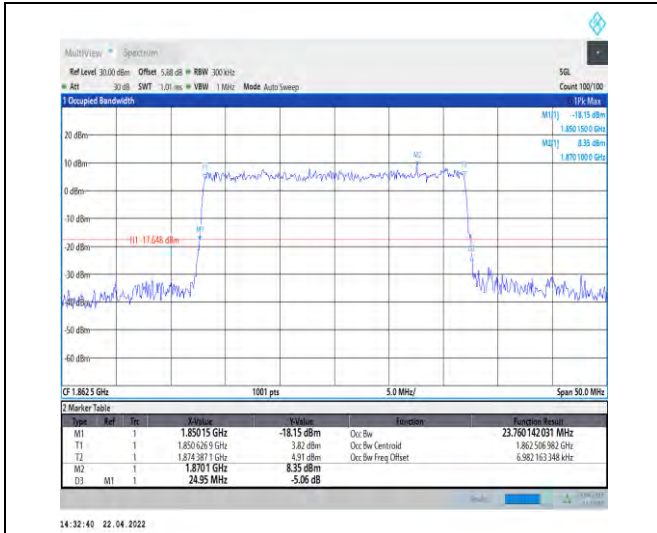 MultiView Spectrum
Ref Level 30.00 dBm Offset 5.88 dB RBW 300 kHz SGL
Att 30 dB SWT 1.01 ms VBW 1 MHz Mode Auto Sweep Count 100/100
1 Occupied Bandwidth 1Pk Max
M1[1] -18.15 dBm
1.850 150 0 GHz
20 dBm M2[1] 8.35 dBm
1.870 100 0 GHz
M2
10 dBm
0 dBm
-10 dBm
M1
H1 -17.648 dBm
-20 dBm
-30 dBm
-40 dBm
-50 dBm
-60 dBm
CF 1.862 5 GHz 1001 pts 5.0 MHz/ Span 50.0 MHz
2 Marker Table
Type Ref Trc X-Value Y-Value Function Function Result
M1 1 1.85015 GHz -18.15 dBm Occ Bw 23.760 142 031 MHz
T1 1 1.850 626 9 GHz 3.82 dBm Occ Bw Centroid 1.862 506 982 GHz
T2 1 1.874 387 1 GHz 4.91 dBm Occ Bw Freq Offset 6.982 163 348 kHz
M2 1 1.8701 GHz 8.35 dBm
D3 M1 1 24.95 MHz -5.06 dB
14:32:40 22.04.2022